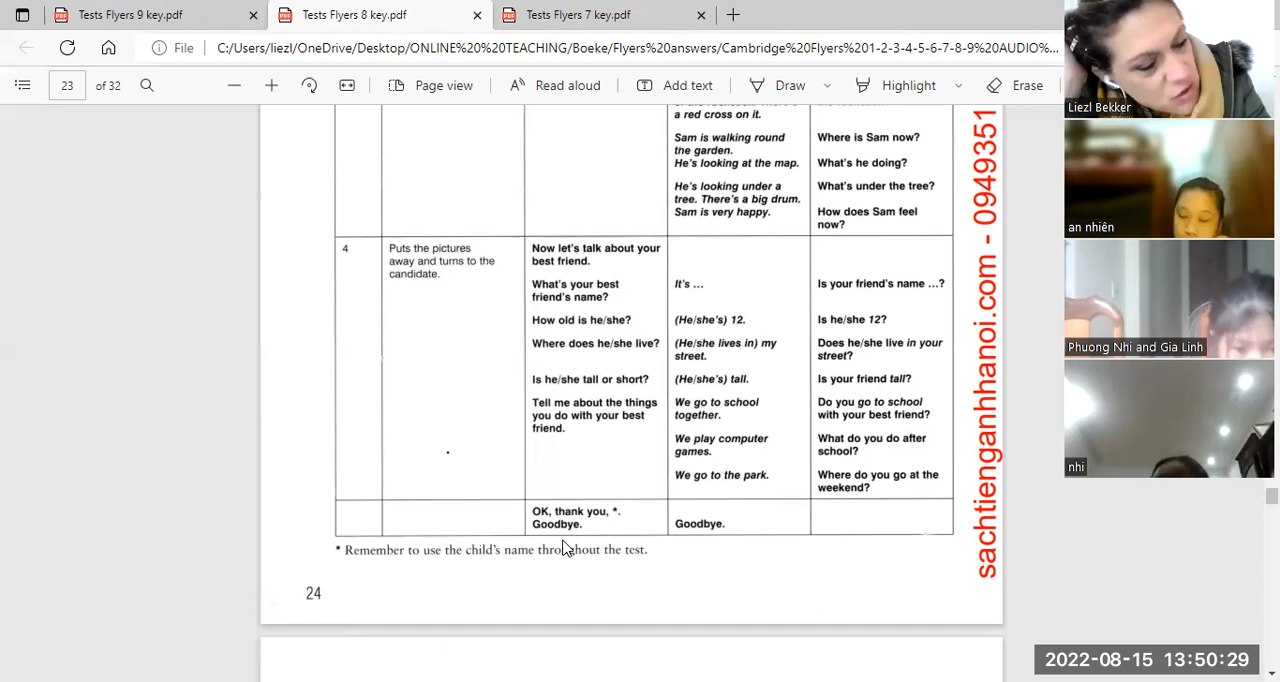 Tests Flyers 9 key.pdf
Tests Flyers 8 key.pdf
Tests Flyers 7 key.pdf
File
C:/Users/liezl/OneDrive/Desktop/ONLINE%20%20TEACHING/Boeke/Flyers%20answers/Cambridge%20Flyers%201-2-3-4-5-6-7-8-9%20AUDIO%...
23 of 32
Page view
Read aloud
Add text
Draw
Highlight
Erase
a red cross on it.
Sam is walking round
the garden.
He's looking at the map.
He's looking under a
tree. There's a big drum.
Sam is very happy.
Where is Sam now?
What's he doing?
What's under the tree?
How does Sam feel
now?
4
Puts the pictures
away and turns to the
candidate.
Now let's talk about your
best friend.
What's your best
friend's name?
It's ...
Is your friend's name ...?
How old is he/she?
(He/she's) 12.
Is he/she 12?
Where does he/she live?
(He/she lives in) my
street.
Does he/she live in your
street?
Is he/she tall or short?
(He/she's) tall.
Is your friend tall?
Tell me about the things
you do with your best
friend.
We go to school
together.
Do you go to school
with your best friend?
We play computer
games.
What do you do after
school?
We go to the park.
Where do you go at the
weekend?
OK, thank you, *.
Goodbye.
Goodbye.
* Remember to use the child's name throughout the test.
24
sachtienganhhanoi.com - 0949351
Liezl Bekker
an nhiên
Phuong Nhi and Gia Linh
nhi
2022-08-15 13:50:29